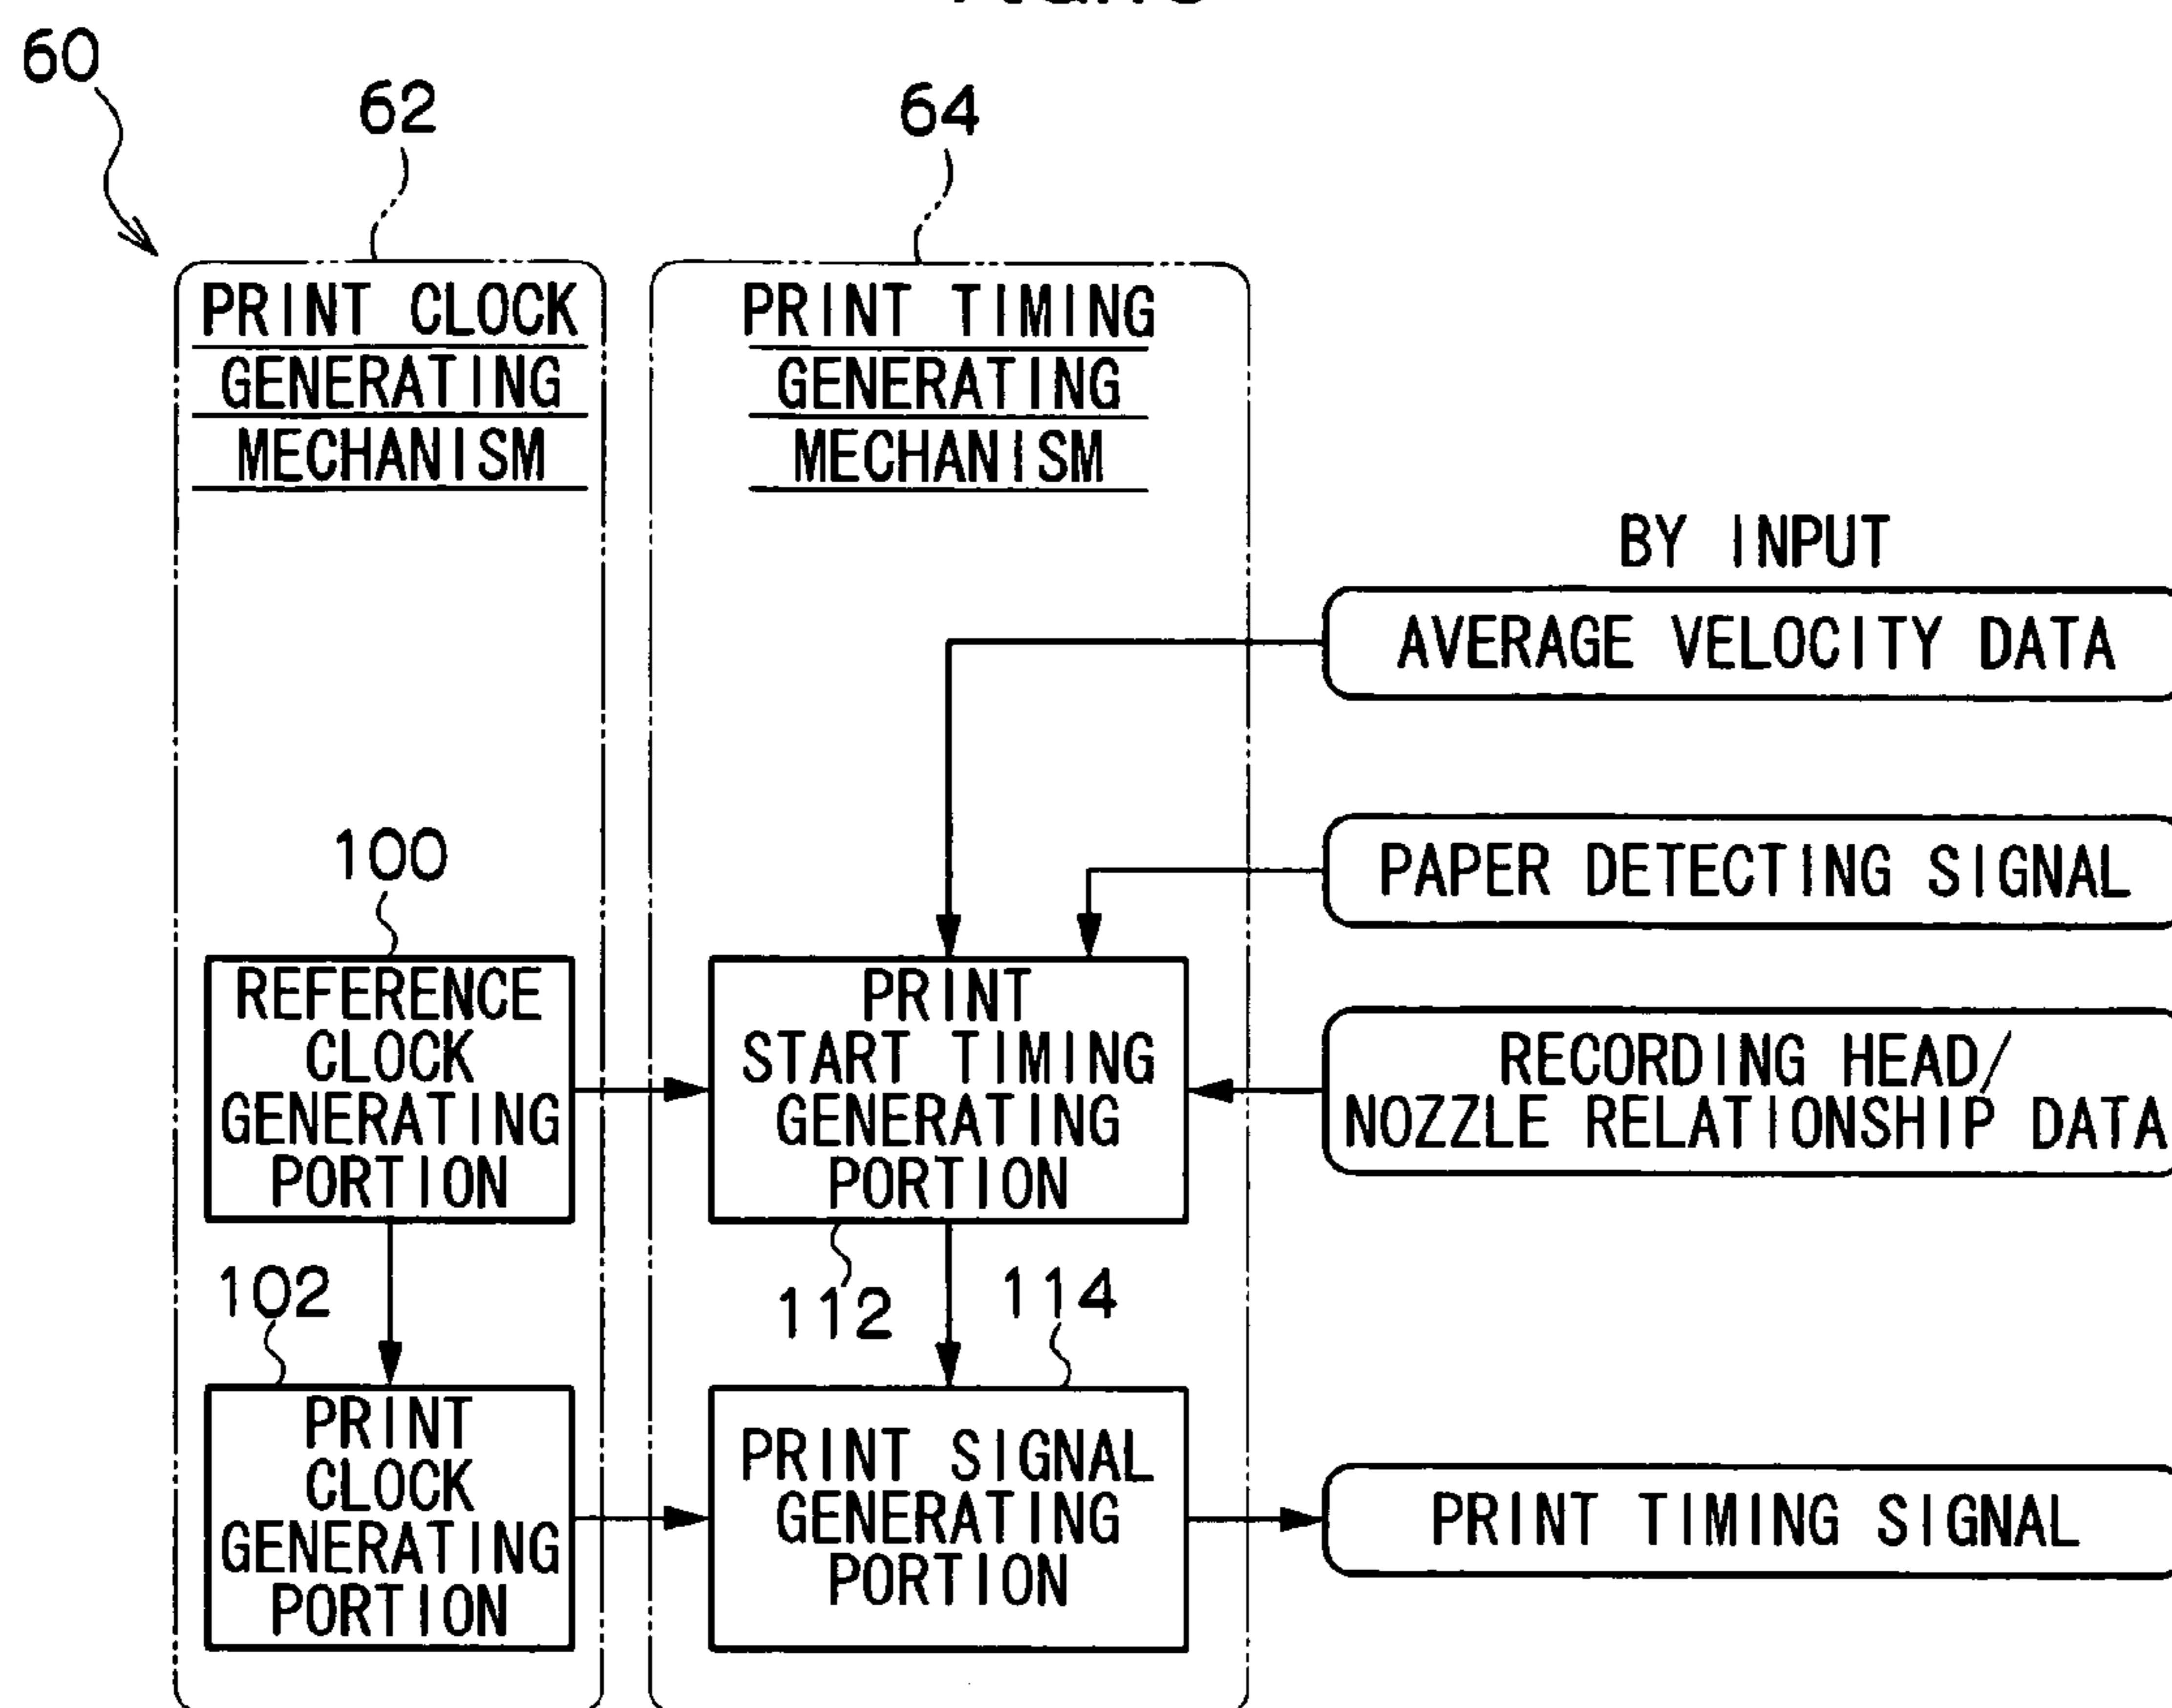 60
62
64
PRINT CLOCK
GENERATING
MECHANISM
PRINT TIMING
GENERATING
MECHANISM
BY INPUT
AVERAGE VELOCITY DATA
PAPER DETECTING SIGNAL
100
REFERENCE
CLOCK
GENERATING
PORTION
PRINT
START TIMING
GENERATING
PORTION
RECORDING HEAD/
NOZZLE RELATIONSHIP DATA
102
112
114
PRINT
CLOCK
GENERATING
PORTION
PRINT SIGNAL
GENERATING
PORTION
PRINT TIMING SIGNAL